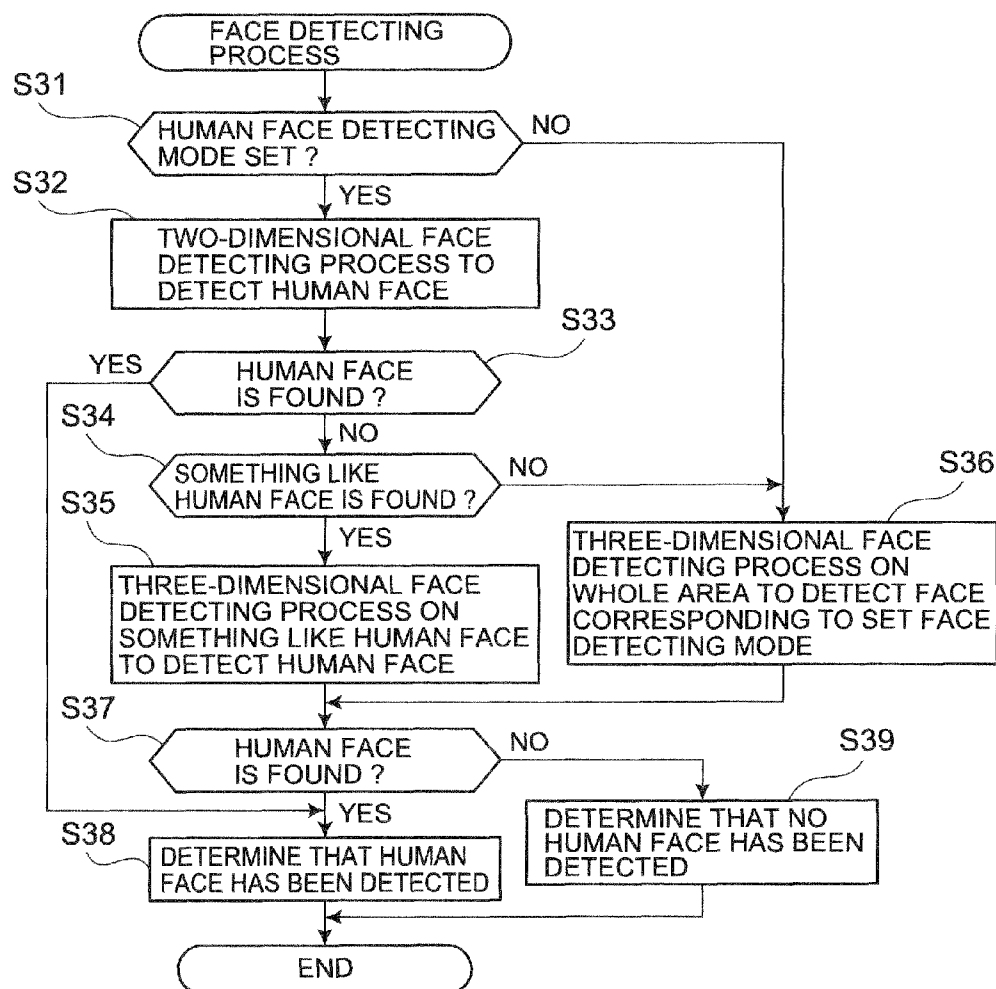 FACE DETECTING
PROCESS
S31
HUMAN FACE DETECTING
MODE SET ?
NO
YES
S32
TWO-DIMENSIONAL FACE
DETECTING PROCESS TO
DETECT HUMAN FACE
S33
YES
HUMAN FACE
IS FOUND ?
NO
S34
SOMETHING LIKE
HUMAN FACE IS FOUND ?
NO
YES
S35
THREE-DIMENSIONAL FACE
DETECTING PROCESS ON
SOMETHING LIKE HUMAN FACE
TO DETECT HUMAN FACE
S36
THREE-DIMENSIONAL FACE
DETECTING PROCESS ON
WHOLE AREA TO DETECT FACE
CORRESPONDING TO SET FACE
DETECTING MODE
S37
HUMAN FACE
IS FOUND ?
NO
YES
S38
DETERMINE THAT HUMAN
FACE HAS BEEN DETECTED
S39
DETERMINE THAT NO
HUMAN FACE HAS BEEN
DETECTED
END